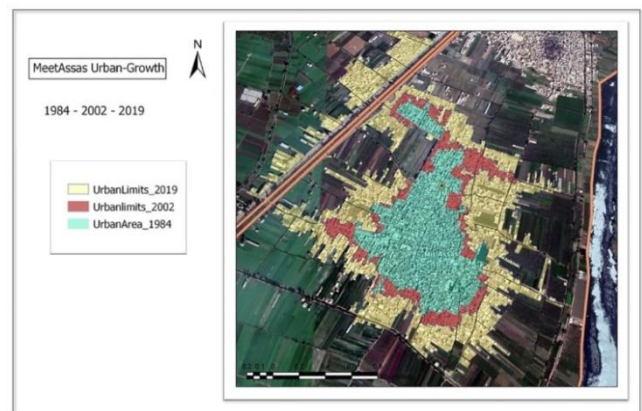 MeetAssas Urban-Growth
N
1984 - 2002 - 2019
UrbanLimits_2019
Urbanlimits_2002
UrbanArea_1984